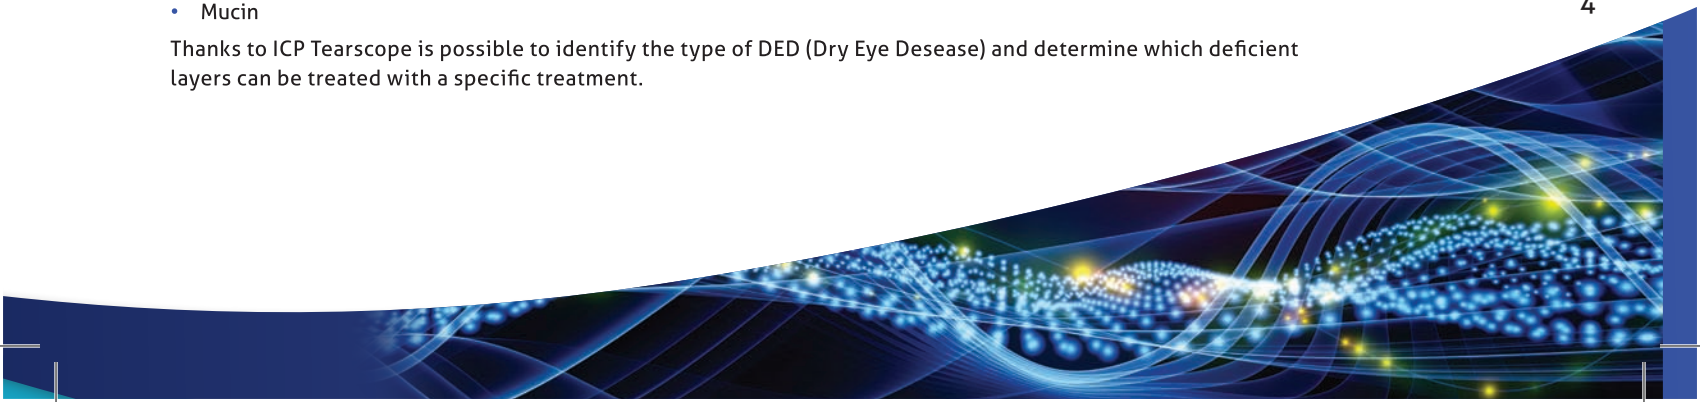 • Mucin
4
Thanks to ICP Tearscope is possible to identify the type of DED (Dry Eye Desease) and determine which deficient
layers can be treated with a specific treatment.